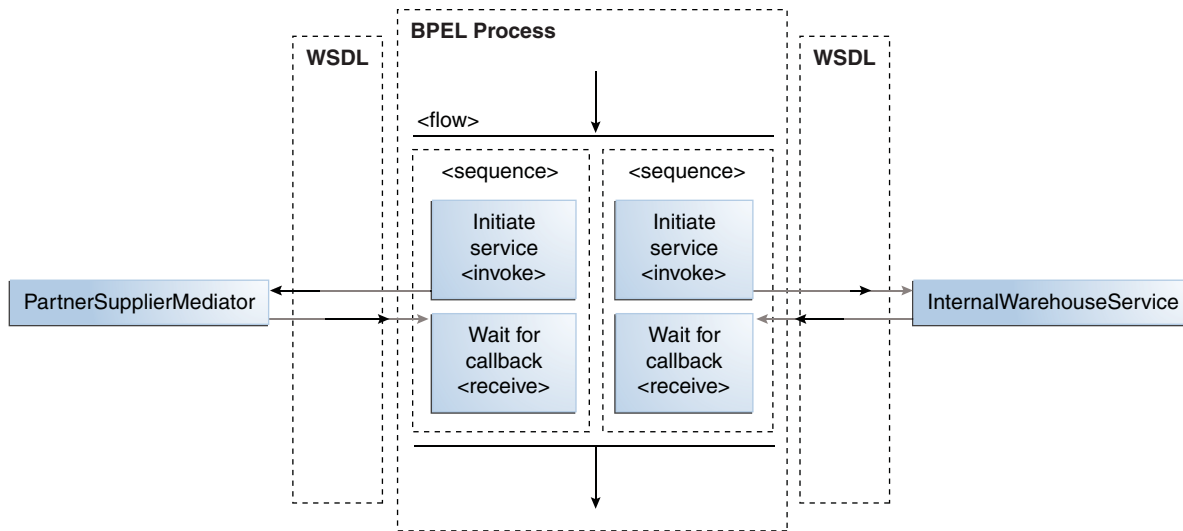 BPEL Process
WSDL
WSDL
<flow>
<sequence>
<sequence>
Initiate
service
<invoke>
Initiate
service
<invoke>
PartnerSupplierMediator
InternalWarehouseService
Wait for
callback
<receive>
Wait for
callback
<receive>